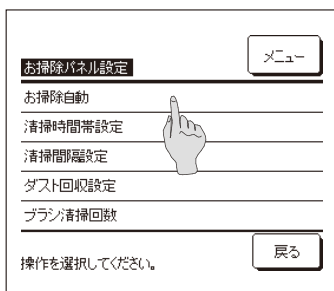 お掃除パネル設定
メニュー
お掃除自動
清掃時間帯設定
清掃間隔設定
ダスト回収設定
ブラシ清掃回数
操作を選択してください。
戻る